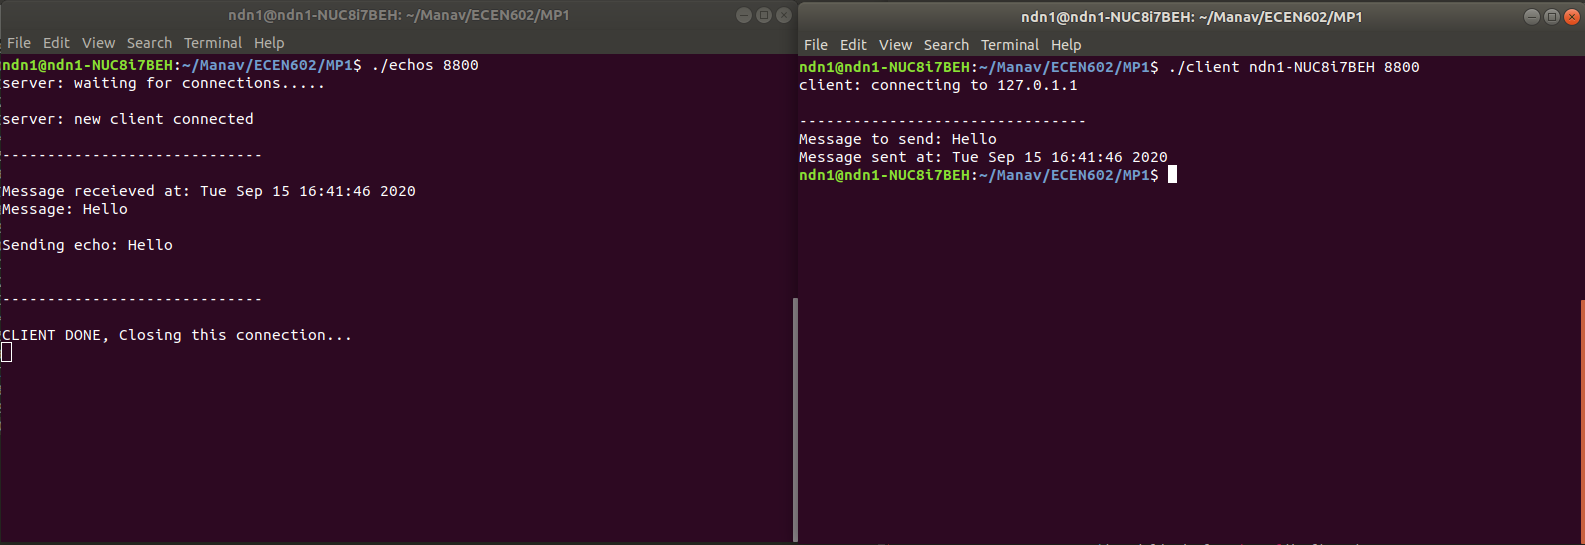 ndn1@ndn1-NUC8i7BEH: ~/Manav/ECEN602/MP1
File Edit View Search Terminal Help
ndn1@ndn1-NUC8i7BEH:~/Manav/ECEN602/MP1$ ./echos 8800
server: waiting for connections.....
server: new client connected
-----------------------------
Message receieved at: Tue Sep 15 16:41:46 2020
Message: Hello
Sending echo: Hello
-----------------------------
CLIENT DONE, Closing this connection...
ndn1@ndn1-NUC8i7BEH: ~/Manav/ECEN602/MP1
File Edit View Search Terminal Help
ndn1@ndn1-NUC8i7BEH:~/Manav/ECEN602/MP1$ ./client ndn1-NUC8i7BEH 8800
client: connecting to 127.0.1.1
--------------------------------
Message to send: Hello
Message sent at: Tue Sep 15 16:41:46 2020
ndn1@ndn1-NUC8i7BEH:~/Manav/ECEN602/MP1$